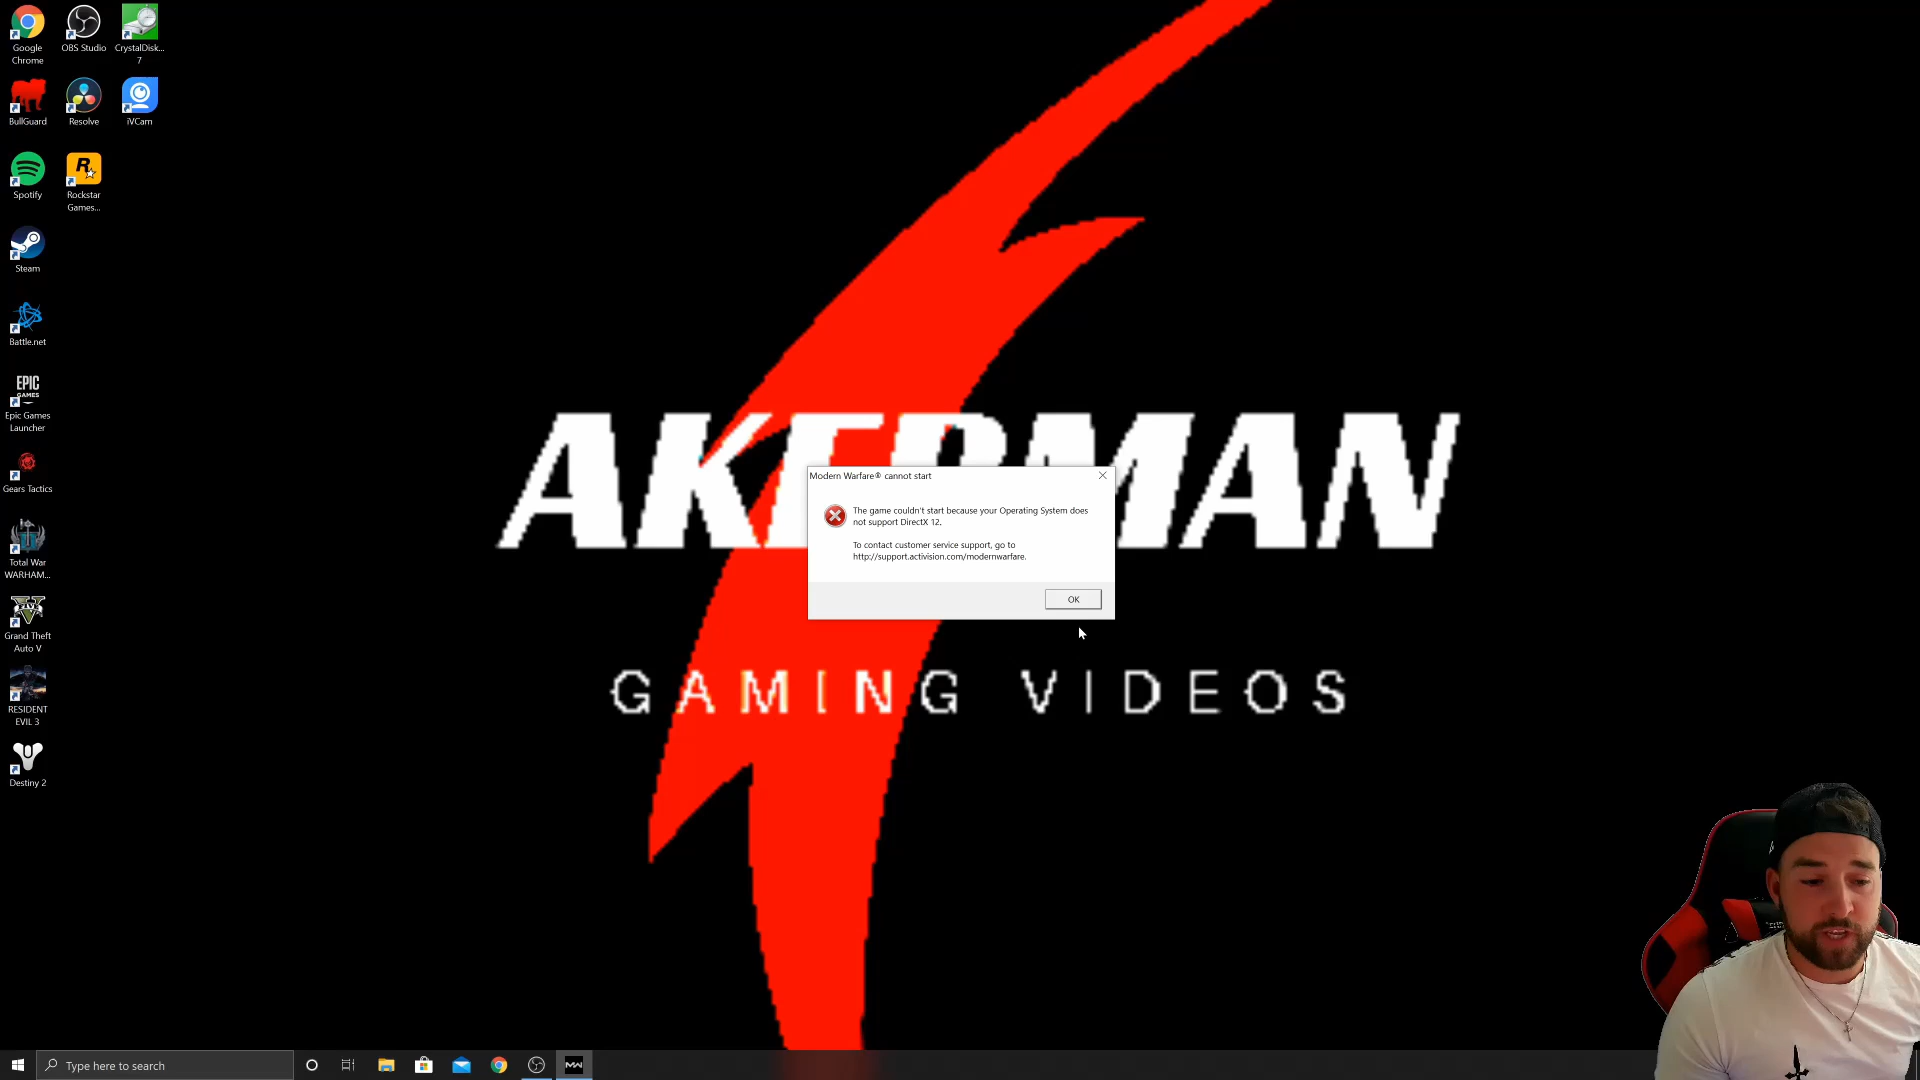 Google
Chrome
OBS Studio
CrystalDisk...
7
BullGuard
Resolve
iVCam
Spotify
Rockstar
Games...
Steam
Battle.net
EPIC
GAMES
Epic Games
Launcher
Gears Tactics
Total War
WARHAM...
FIVE
Grand Theft
Auto V
RESIDENT
EVIL 3
Destiny 2
AKERMAN
GAMING VIDEOS
Modern Warfare® cannot start
The game couldn't start because your Operating System does
not support DirectX 12.
To contact customer service support, go to
http://support.activision.com/modernwarfare.
OK
Type here to search
MW